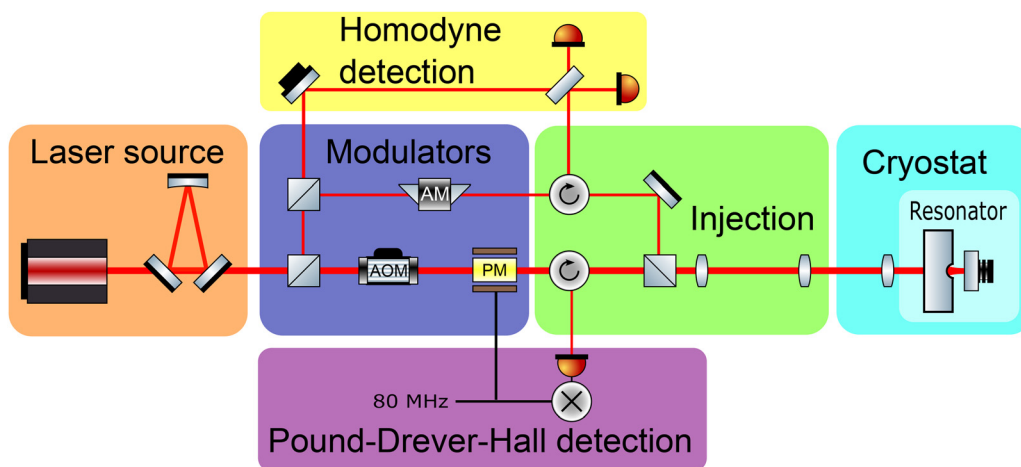 Homodyne
detection
Laser source
Modulators
AM
AOM
PM
Injection
Cryostat
Resonator
80 MHz
Pound-Drever-Hall detection